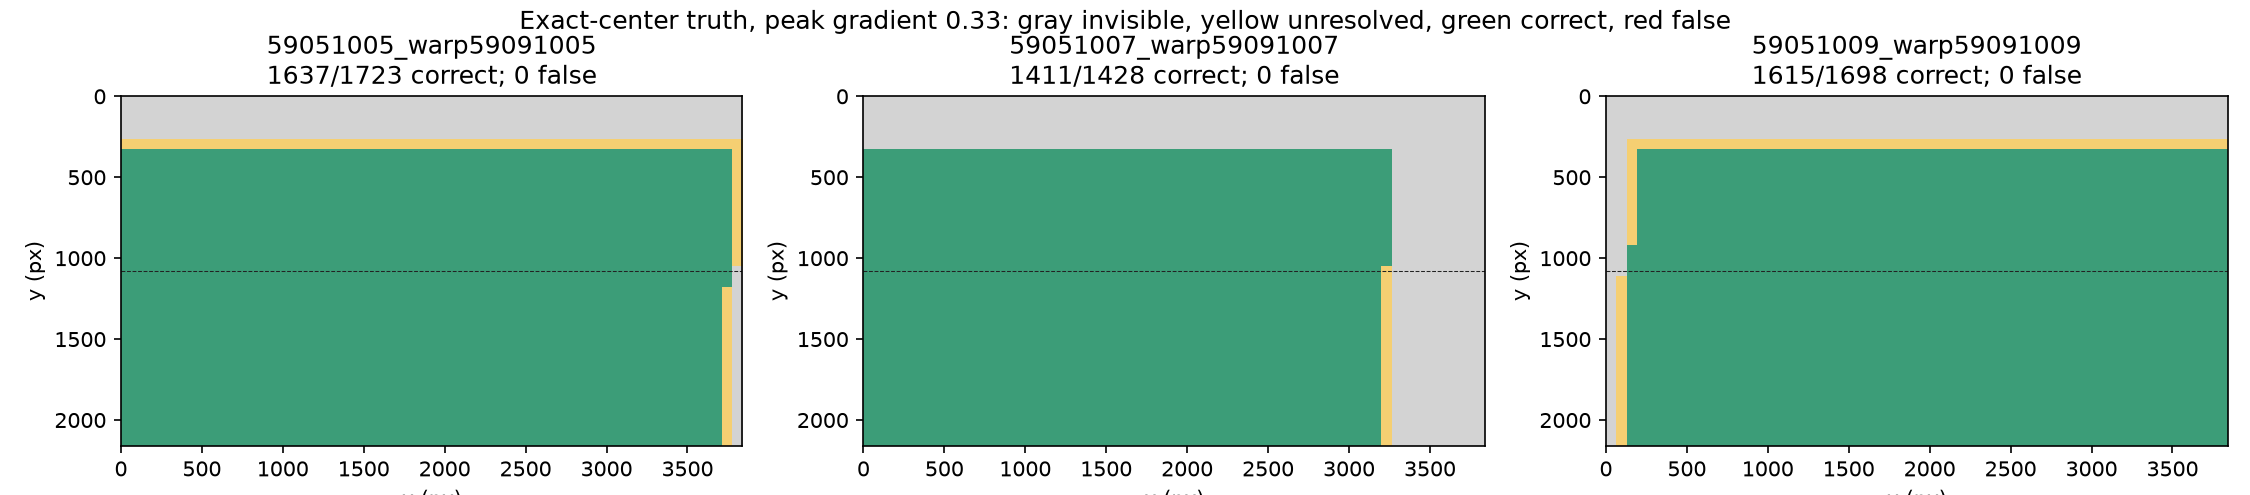 Exact-center truth, peak gradient 0.33: gray invisible, yellow unresolved, green correct, red false
59051005_warp59091005
1637/1723 correct; 0 false
0
500
1000
1500
2000
y (px)
0 500 1000 1500 2000 2500 3000 3500
59051007_warp59091007
1411/1428 correct; 0 false
0
500
1000
1500
2000
y (px)
0 500 1000 1500 2000 2500 3000 3500
59051009_warp59091009
1615/1698 correct; 0 false
0
500
1000
1500
2000
y (px)
0 500 1000 1500 2000 2500 3000 3500